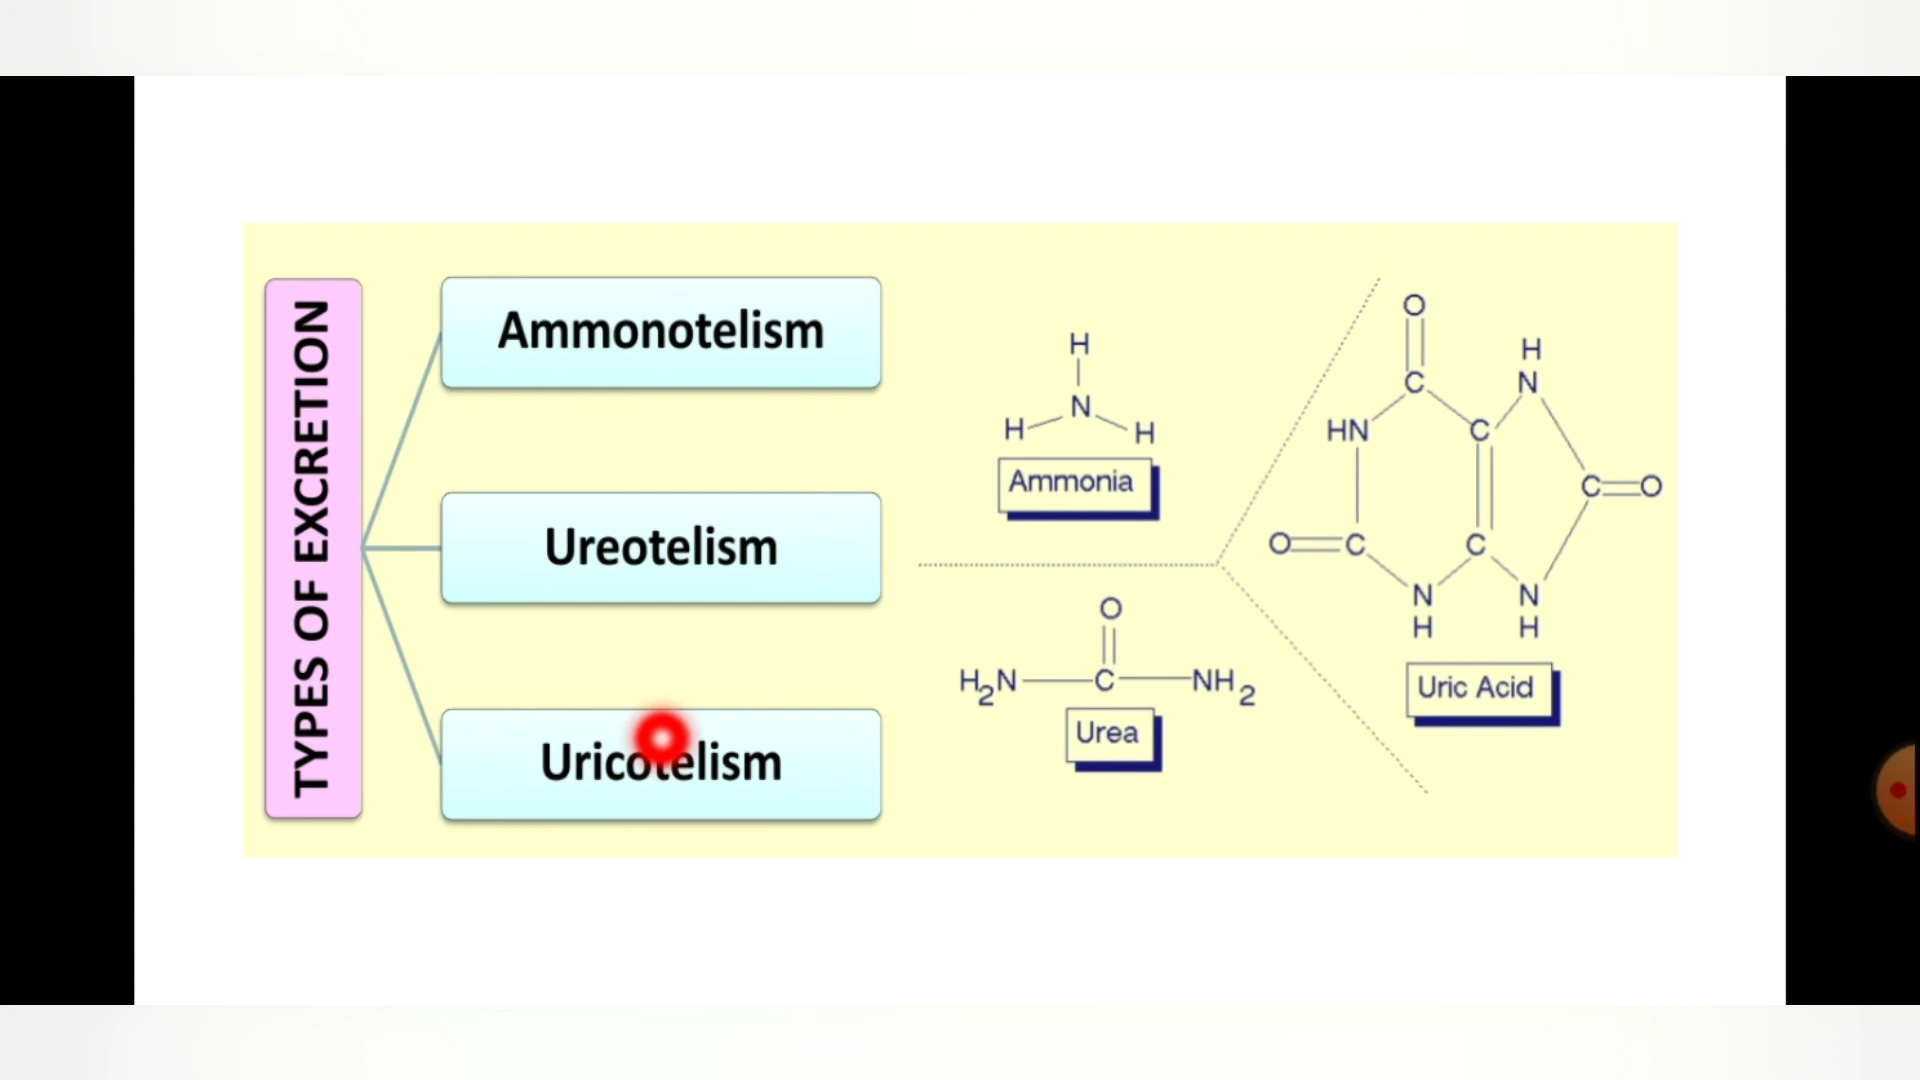 TYPES OF EXCRETION
Ammonotelism
Ureotelism
Uricotelism
H
N
H H
Ammonia
O
H2N C NH2
Urea
O
H
C N
HN C
C O
O C C
N N
H H
Uric Acid